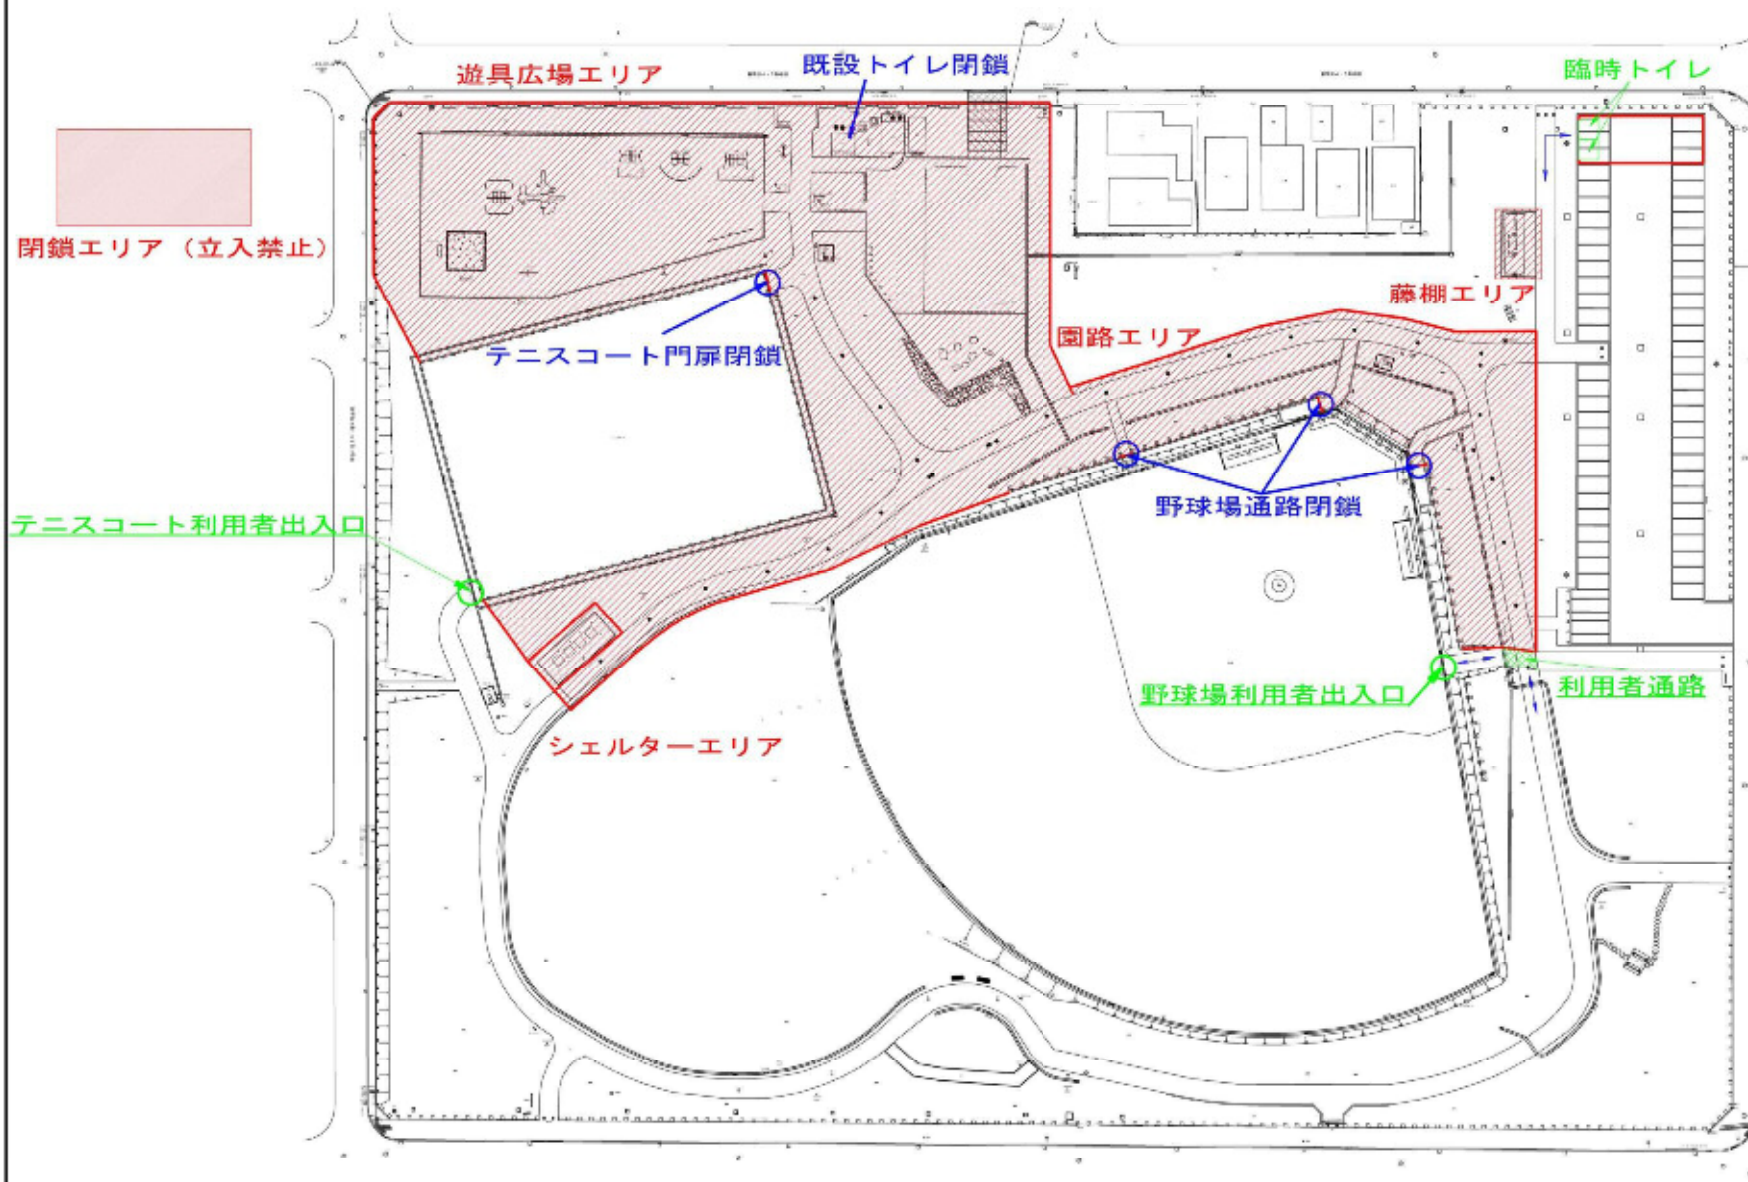 遊具広場エリア
既設トイレ閉鎖
臨時トイレ
閉鎖エリア（立入禁止）
藤棚エリア
園路エリア
テニスコート門扉閉鎖
野球場通路閉鎖
テニスコート利用者出入口
野球場利用者出入口
利用者通路
シェルターエリア